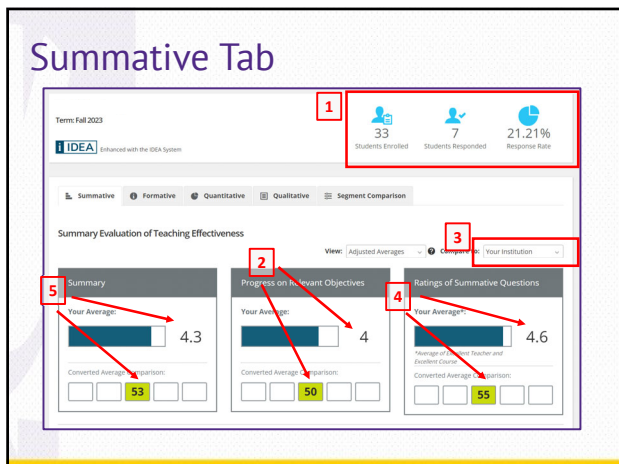 Summative Tab
Term: Fall 2023
IDEA Enhanced with the IDEA System
1
33
Students Enrolled
7
Students Responded
21.21%
Response Rate
Summative Formative Quantitative Qualitative Segment Comparison
Summary Evaluation of Teaching Effectiveness
View: Adjusted Averages
3
Compare to: Your Institution
5
Summary
Your Average:
4.3
Converted Average Comparison:
53
2
Progress on Relevant Objectives
Your Average:
4
Converted Average Comparison:
50
4
Ratings of Summative Questions
Your Average*:
4.6
*Average of Excellent Teacher and
Excellent Course
Converted Average Comparison:
55